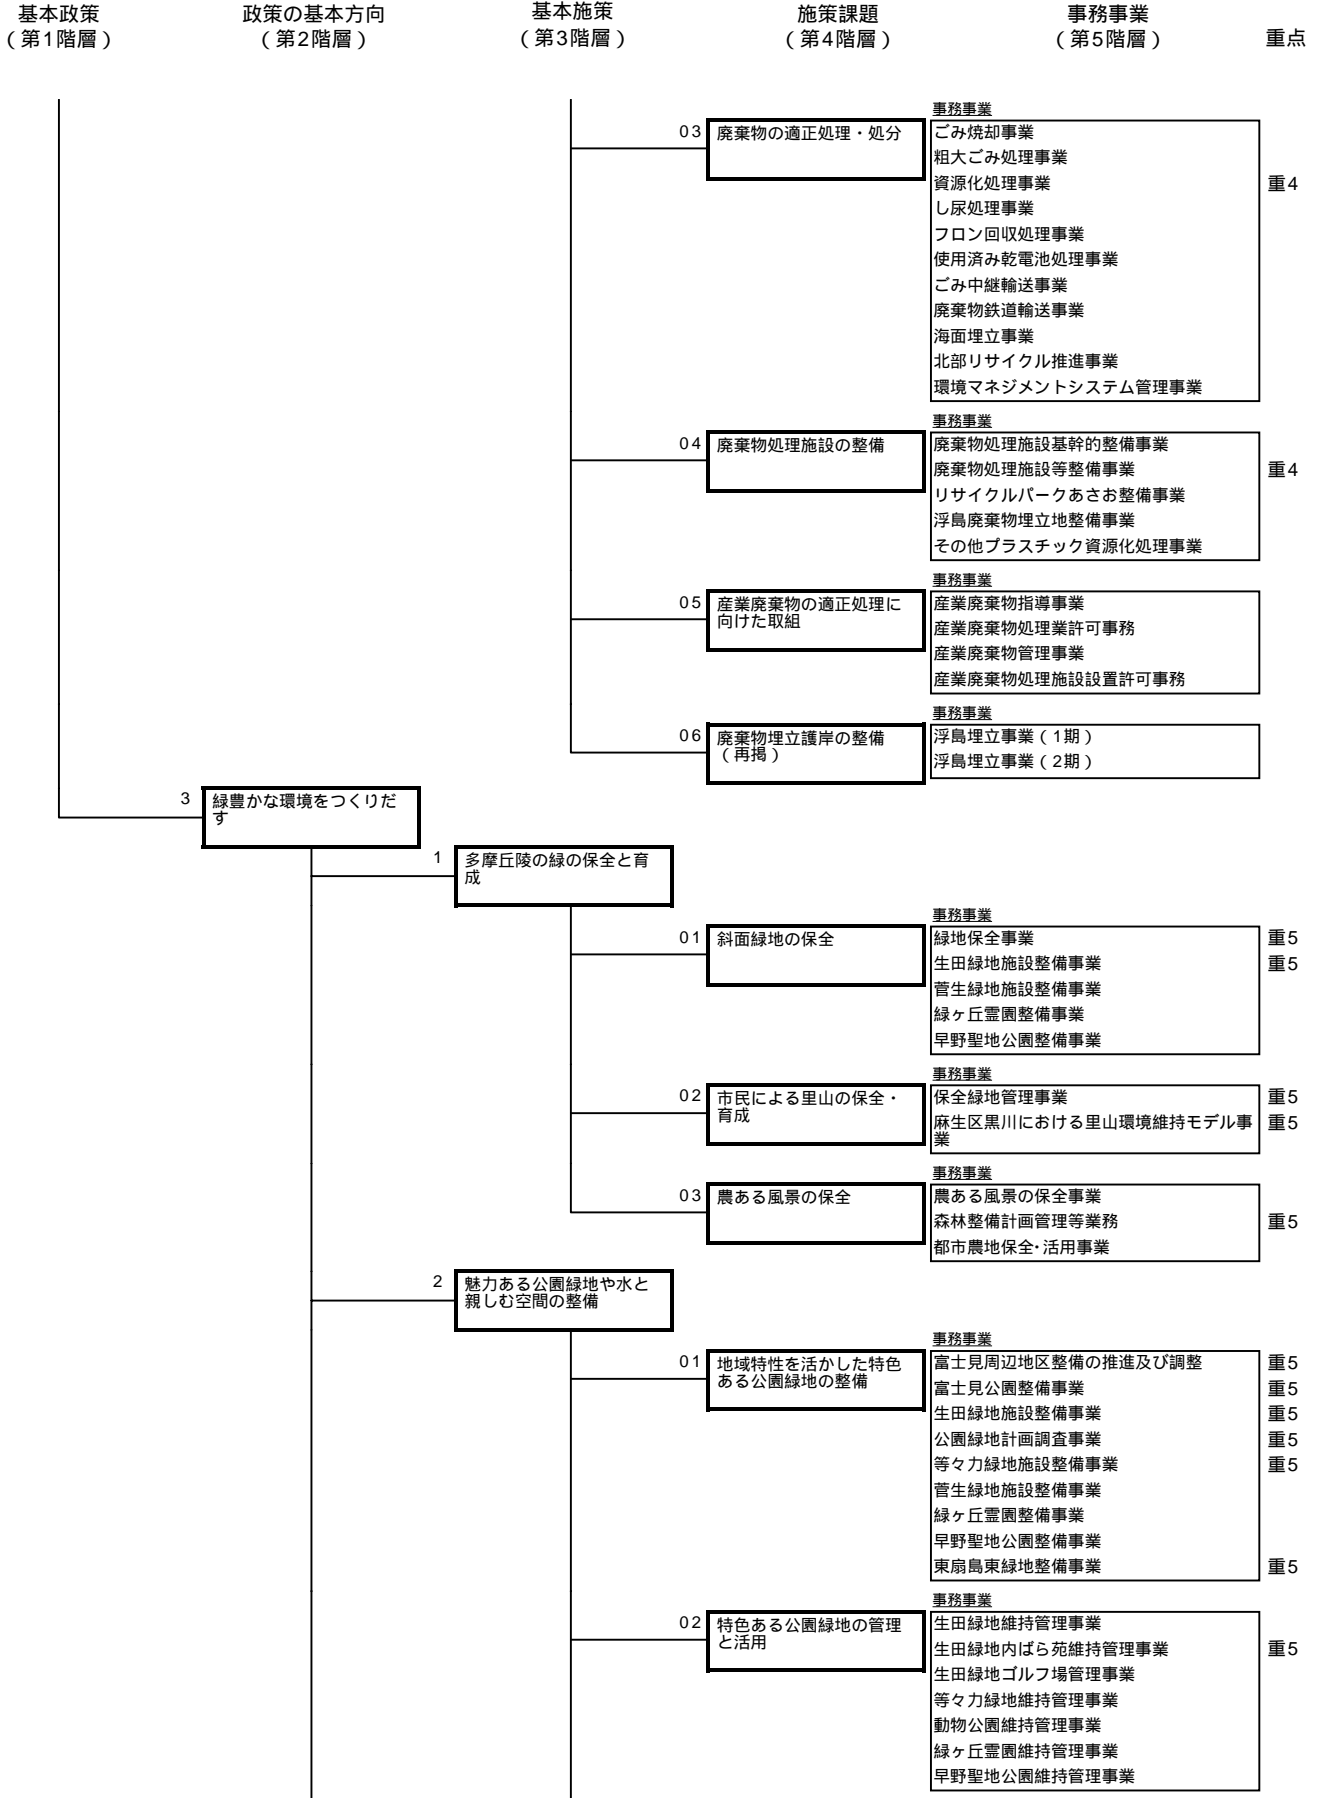 基本政策
（第1階層）
政策の基本方向
（第2階層）
基本施策
（第3階層）
施策課題
（第4階層）
事務事業
（第5階層）
重点
03
廃棄物の適正処理・処分
事務事業
ごみ焼却事業
粗大ごみ処理事業
資源化処理事業 重4
し尿処理事業
フロン回収処理事業
使用済み乾電池処理事業
ごみ中継輸送事業
廃棄物鉄道輸送事業
海面埋立事業
北部リサイクル推進事業
環境マネジメントシステム管理事業
04
廃棄物処理施設の整備
事務事業
廃棄物処理施設基幹的整備事業
廃棄物処理施設等整備事業 重4
リサイクルパークあさお整備事業
浮島廃棄物埋立地整備事業
その他プラスチック資源化処理事業
05
産業廃棄物の適正処理に
向けた取組
事務事業
産業廃棄物指導事業
産業廃棄物処理業許可事務
産業廃棄物管理事業
産業廃棄物処理施設設置許可事務
06
廃棄物埋立護岸の整備
（再掲）
事務事業
浮島埋立事業（1期）
浮島埋立事業（2期）
3
緑豊かな環境をつくりだ
す
1
多摩丘陵の緑の保全と育
成
01
斜面緑地の保全
事務事業
緑地保全事業 重5
生田緑地施設整備事業 重5
菅生緑地施設整備事業
緑ヶ丘霊園整備事業
早野聖地公園整備事業
02
市民による里山の保全・
育成
事務事業
保全緑地管理事業 重5
麻生区黒川における里山環境維持モデル事 重5
業
03
農ある風景の保全
事務事業
農ある風景の保全事業
森林整備計画管理等業務 重5
都市農地保全・活用事業
2
魅力ある公園緑地や水と
親しむ空間の整備
01
地域特性を活かした特色
ある公園緑地の整備
事務事業
富士見周辺地区整備の推進及び調整 重5
富士見公園整備事業 重5
生田緑地施設整備事業 重5
公園緑地計画調査事業 重5
等々力緑地施設整備事業 重5
菅生緑地施設整備事業
緑ヶ丘霊園整備事業
早野聖地公園整備事業
東扇島東緑地整備事業 重5
02
特色ある公園緑地の管理
と活用
事務事業
生田緑地維持管理事業
生田緑地内ばら苑維持管理事業 重5
生田緑地ゴルフ場管理事業
等々力緑地維持管理事業
動物公園維持管理事業
緑ヶ丘霊園維持管理事業
早野聖地公園維持管理事業